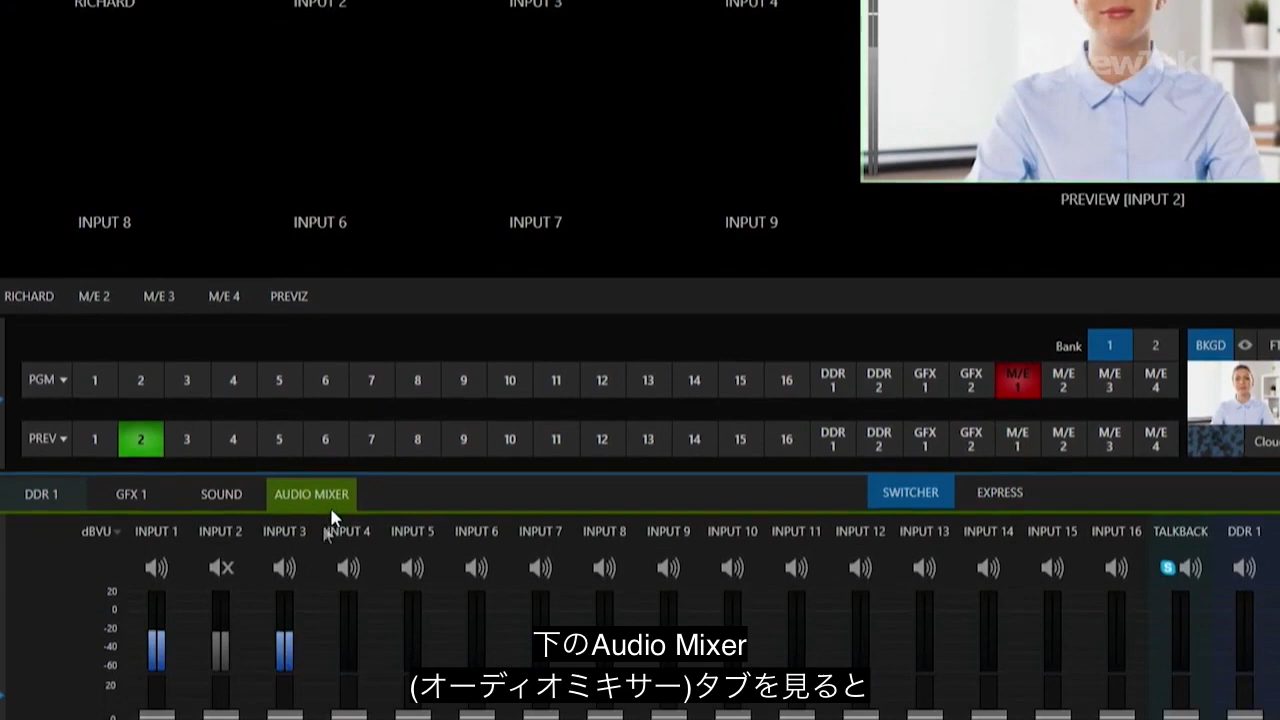 RICHARD INPUT 2 INPUT 3 INPUT 4
NewTek
PREVIEW [INPUT 2]
INPUT 8 INPUT 6 INPUT 7 INPUT 9
RICHARD M/E 2 M/E 3 M/E 4 PREVIZ
Bank 1 2 BKGD FT
PGM 1 2 3 4 5 6 7 8 9 10 11 12 13 14 15 16 DDR 1 DDR 2 GFX 1 GFX 2 M/E 1 M/E 2 M/E 3 M/E 4
PREV 1 2 3 4 5 6 7 8 9 10 11 12 13 14 15 16 DDR 1 DDR 2 GFX 1 GFX 2 M/E 1 M/E 2 M/E 3 M/E 4
Clou
DDR 1 GFX 1 SOUND AUDIO MIXER SWITCHER EXPRESS
dBVU INPUT 1 INPUT 2 INPUT 3 INPUT 4 INPUT 5 INPUT 6 INPUT 7 INPUT 8 INPUT 9 INPUT 10 INPUT 11 INPUT 12 INPUT 13 INPUT 14 INPUT 15 INPUT 16 TALKBACK DDR 1
20
0
-20
-40
-60
20
下のAudio Mixer
(オーディオミキサー)タブを見ると